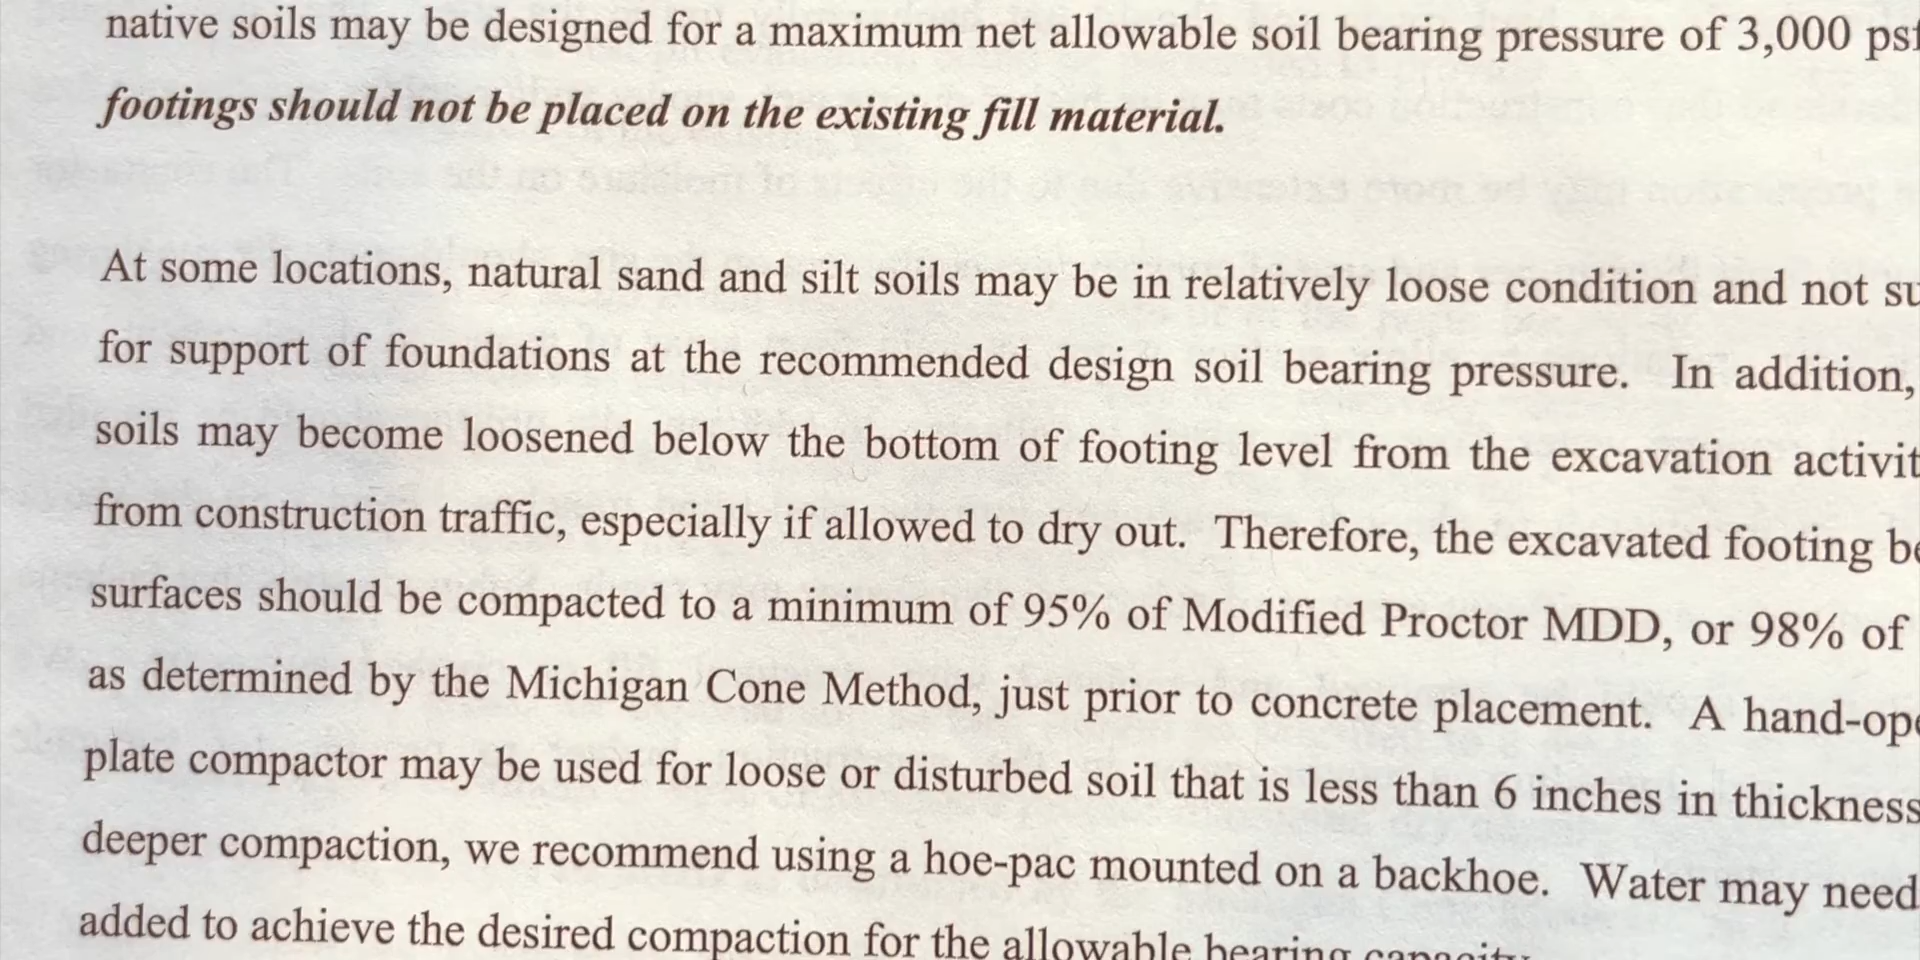 native soils may be designed for a maximum net allowable soil bearing pressure of 3,000 psf
footings should not be placed on the existing fill material.
At some locations, natural sand and silt soils may be in relatively loose condition and not su
for support of foundations at the recommended design soil bearing pressure. In addition,
soils may become loosened below the bottom of footing level from the excavation activit
from construction traffic, especially if allowed to dry out. Therefore, the excavated footing be
surfaces should be compacted to a minimum of 95% of Modified Proctor MDD, or 98% of
as determined by the Michigan Cone Method, just prior to concrete placement. A hand-ope
plate compactor may be used for loose or disturbed soil that is less than 6 inches in thickness
deeper compaction, we recommend using a hoe-pac mounted on a backhoe. Water may need
added to achieve the desired compaction for the allowable bearing capacity.